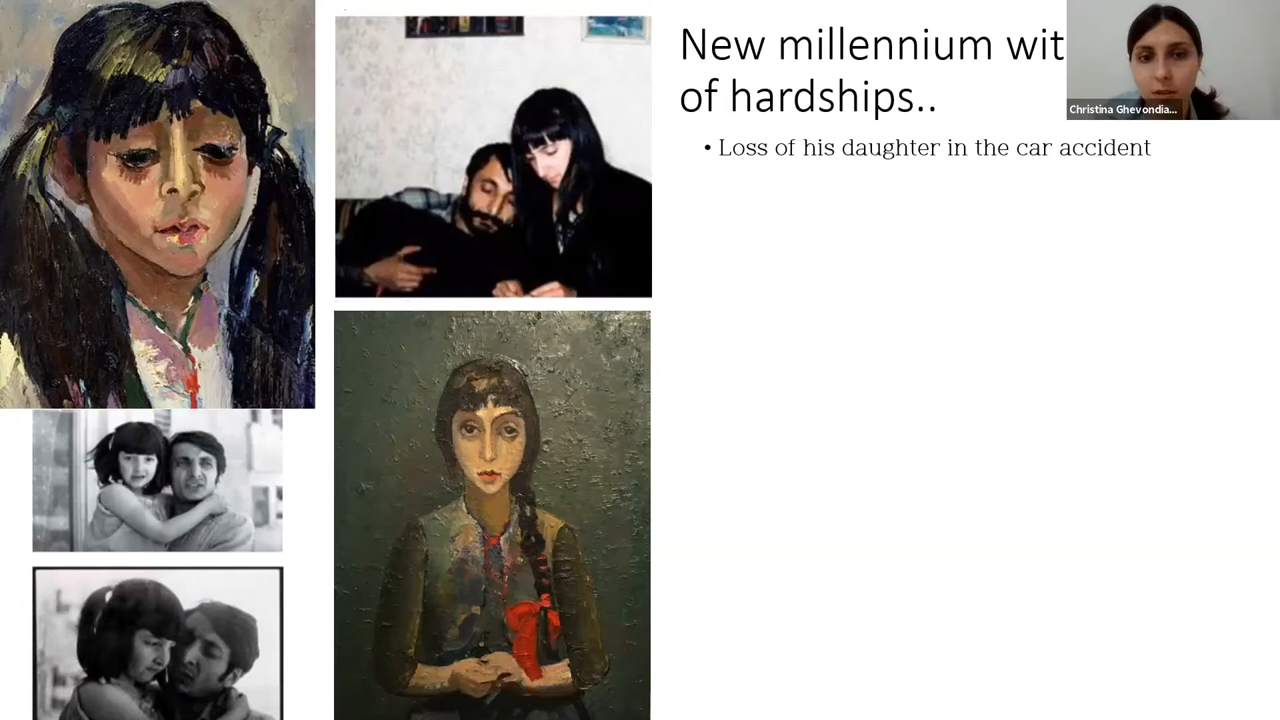 New millennium wit
of hardships..
• Loss of his daughter in the car accident
Christina Ghevondia...